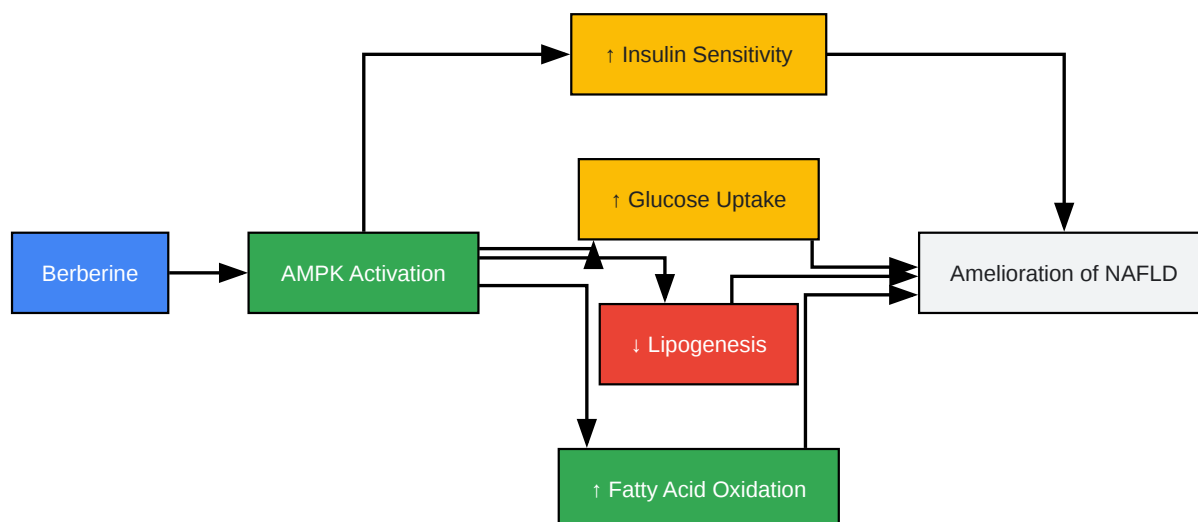 ↑ Insulin Sensitivity
↑ Glucose Uptake
Berberine
AMPK Activation
Amelioration of NAFLD
↓ Lipogenesis
↑ Fatty Acid Oxidation